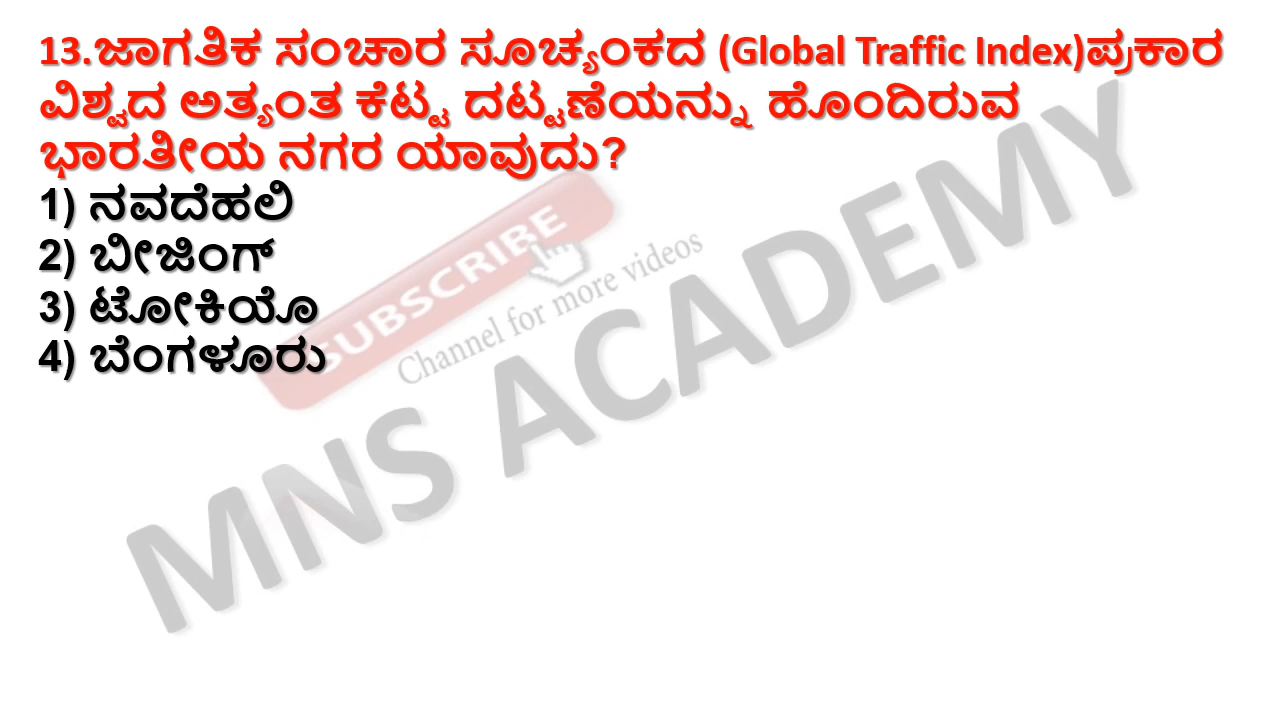 13.ಜಾಗತಿಕ ಸಂಚಾರ ಸೂಚ್ಯಂಕದ (Global Traffic Index)ಪ್ರಕಾರ
ವಿಶ್ವದ ಅತ್ಯಂತ ಕೆಟ್ಟ ದಟ್ಟಣೆಯನ್ನು ಹೊಂದಿರುವ
ಭಾರತೀಯ ನಗರ ಯಾವುದು?
1) ನವದೆಹಲಿ
2) ಬೀಜಿಂಗ್
3) ಟೋಕಿಯೊ
4) ಬೆಂಗಳೂರು
SUBSCRIBE
Channel for more videos
MNS ACADEMY